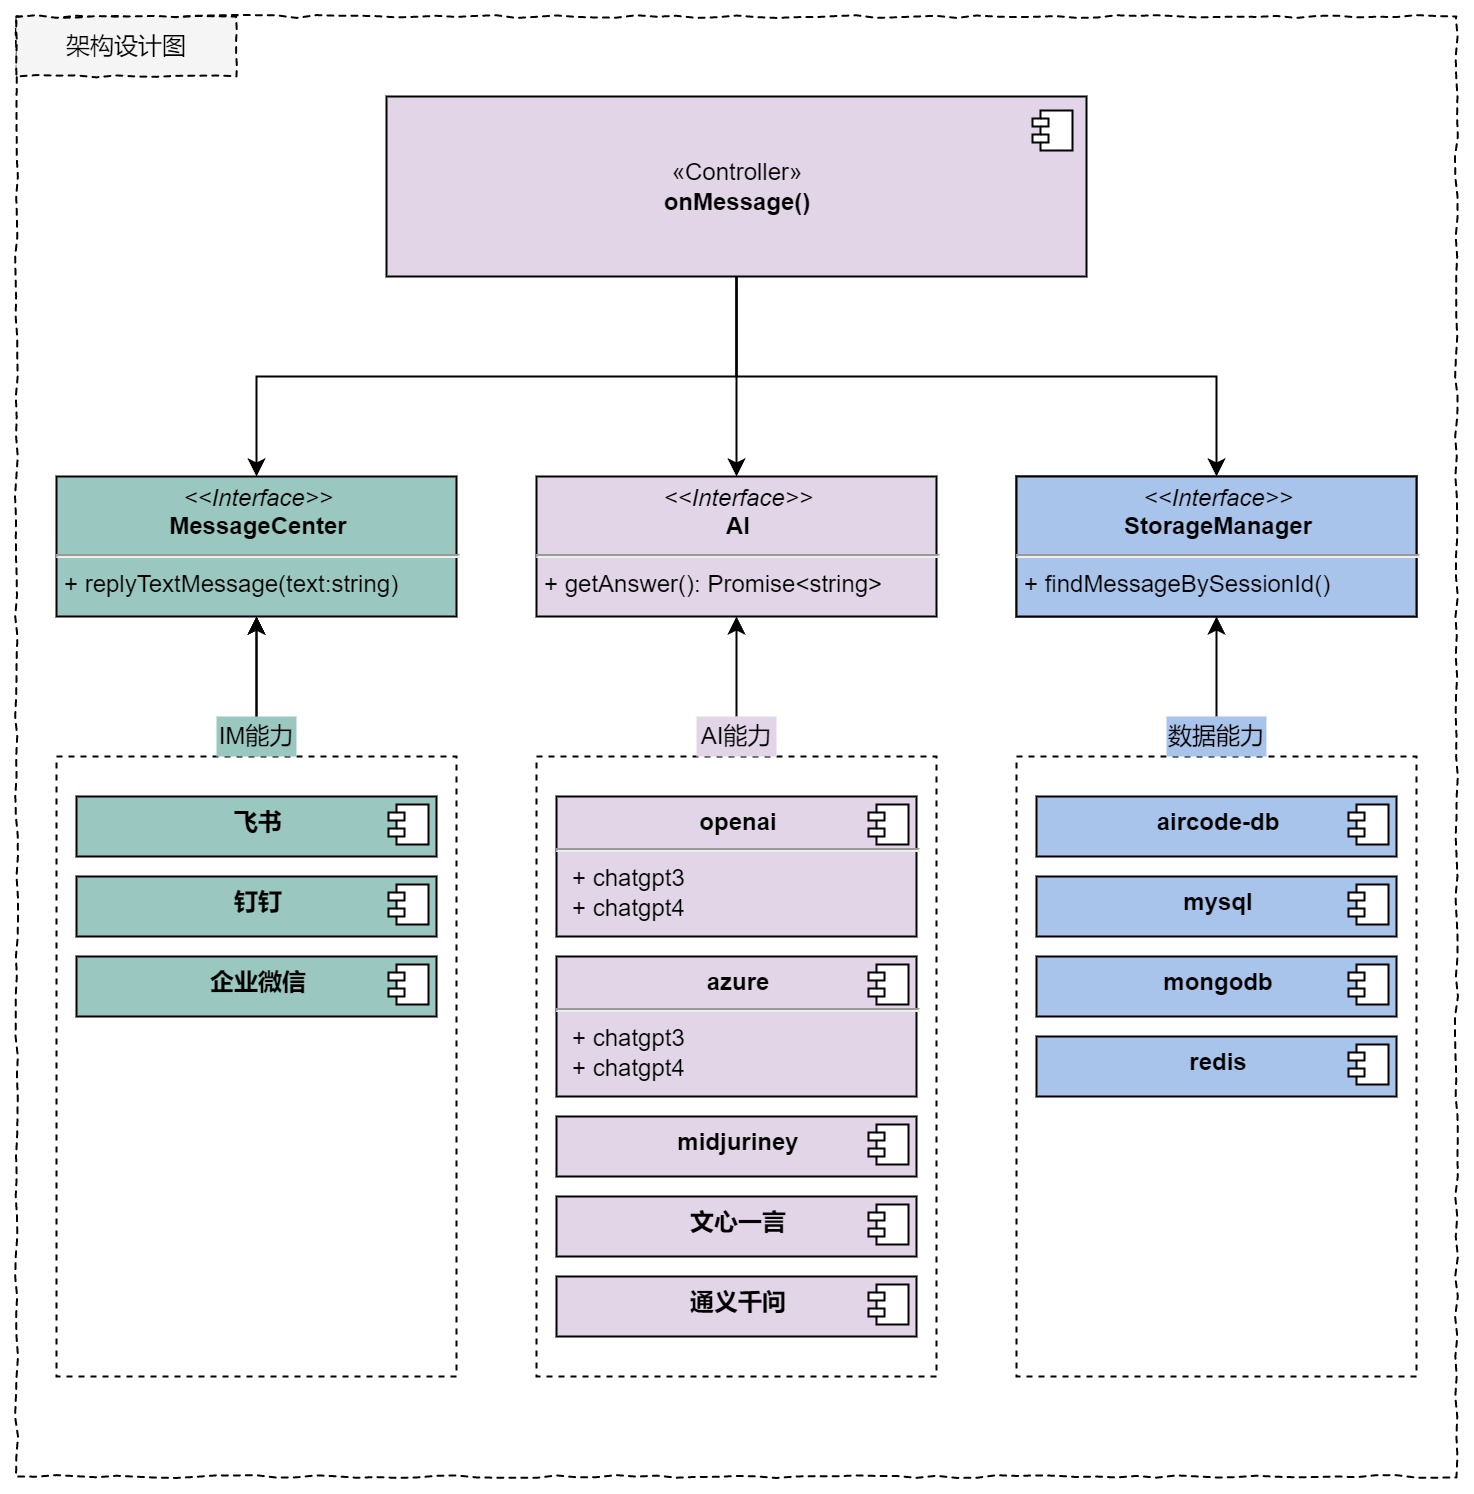 架构设计图
«Controller»
onMessage()
<<Interface>>
MessageCenter
+ replyTextMessage(text:string)
<<Interface>>
AI
+ getAnswer(): Promise<string>
<<Interface>>
StorageManager
+ findMessageBySessionId()
IM能力
飞书
钉钉
企业微信
AI能力
openai
+ chatgpt3
+ chatgpt4
azure
+ chatgpt3
+ chatgpt4
midjuriney
文心一言
通义千问
数据能力
aircode-db
mysql
mongodb
redis